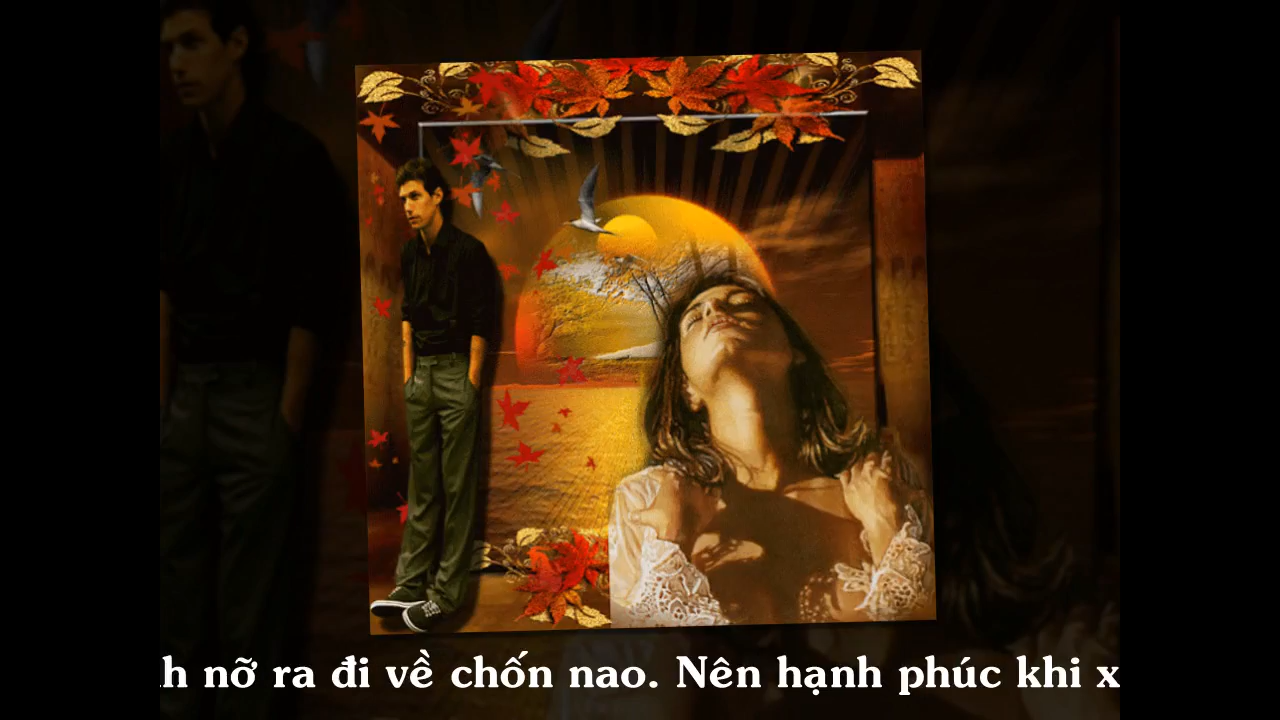 h nỡ ra đi về chốn nao. Nên hạnh phúc khi x